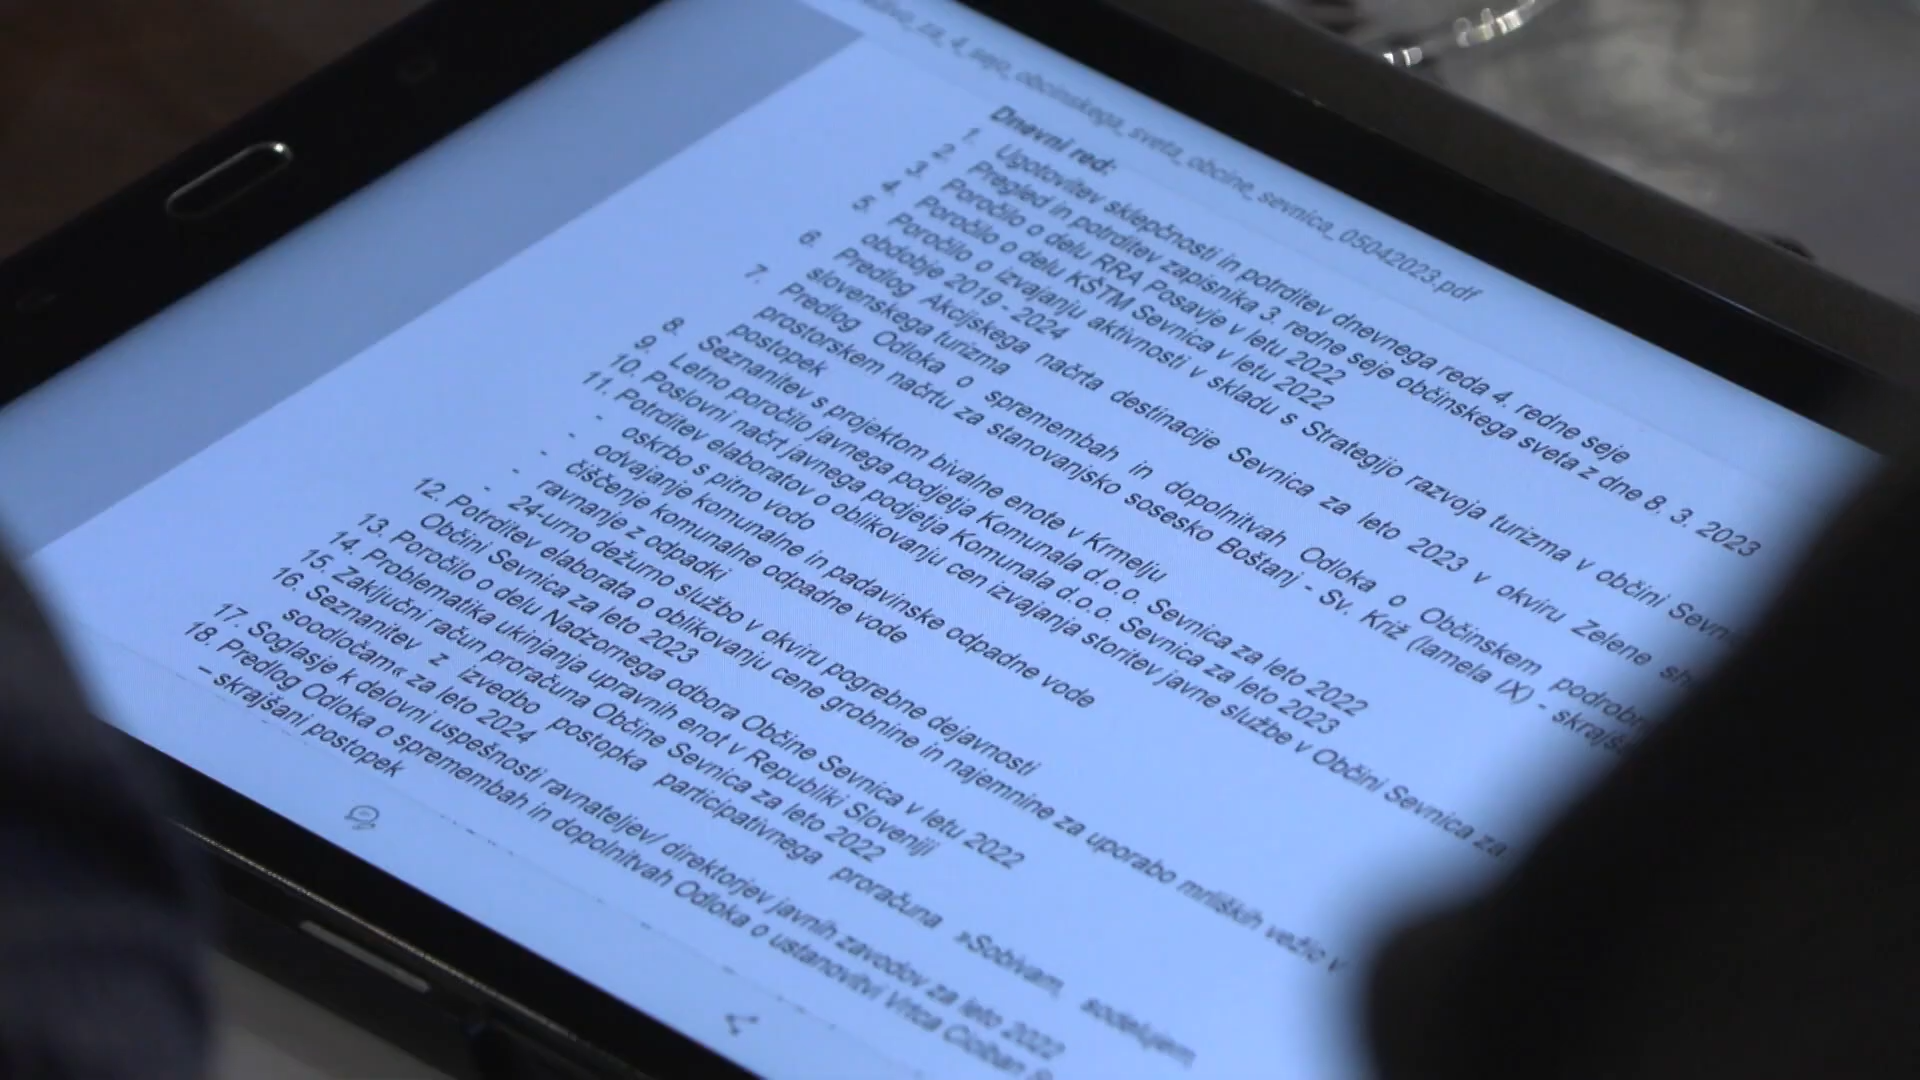 za_4_sejo_obcinskega_sveta_obcine_sevnica_05042023.pdf
Dnevni red:
1. Ugotovitev sklepčnosti in potrditev dnevnega reda 4. redne seje
2. Pregled in potrditev zapisnika 3. redne seje občinskega sveta z dne 8. 3. 2023
3. Poročilo o delu RRA Posavje v letu 2022
4. Poročilo o delu KŠTM Sevnica v letu 2022
5. Poročilo o izvajanju aktivnosti v skladu s Strategijo razvoja turizma v občini
obdobje 2019 - 2024
6. Predlog Akcijskega načrta destinacije Sevnica za leto 2023 v okviru Zelene
slovenskega turizma
7. Predlog Odloka o spremembah in dopolnitvah Odloka o Občinskem
prostorskem načrtu za stanovanjsko sosesko Boštanj - Sv. Križ (lamela IX) -
postopek
8. Seznanitev s projektom bivalne enote v Krmelju
9. Letno poročilo javnega podjetja Komunala d.o.o. Sevnica za leto 2022
10. Poslovni načrt javnega podjetja Komunala d.o.o. Sevnica za leto 2023
11. Potrditev elaboratov o oblikovanju cen izvajanja storitev javne službe v Občini Sevnica za
- oskrbo s pitno vodo
- odvajanje komunalne in padavinske odpadne vode
- čiščenje komunalne odpadne vode
- ravnanje z odpadki
- 24-urno dežurno službo v okviru pogrebne dejavnosti
12. Potrditev elaborata o oblikovanju cene grobnine in najemnine za uporabo mrliških vežic v
Občini Sevnica za leto 2023
13. Poročilo o delu Nadzornega odbora Občine Sevnica v letu 2022
14. Problematika ukinjanja upravnih enot v Republiki Sloveniji
15. Zaključni račun proračuna Občine Sevnica za leto 2022
16. Seznanitev z izvedbo postopka participativnega proračuna »Sobivam, sodelujem,
soodločam« za leto 2024
17. Soglasje k delovni uspešnosti ravnateljev/ direktorjev javnih zavodov za leto 2022
18. Predlog Odloka o spremembah in dopolnitvah Odloka o ustanovitvi Vrtca Ciciban
– skrajšani postopek